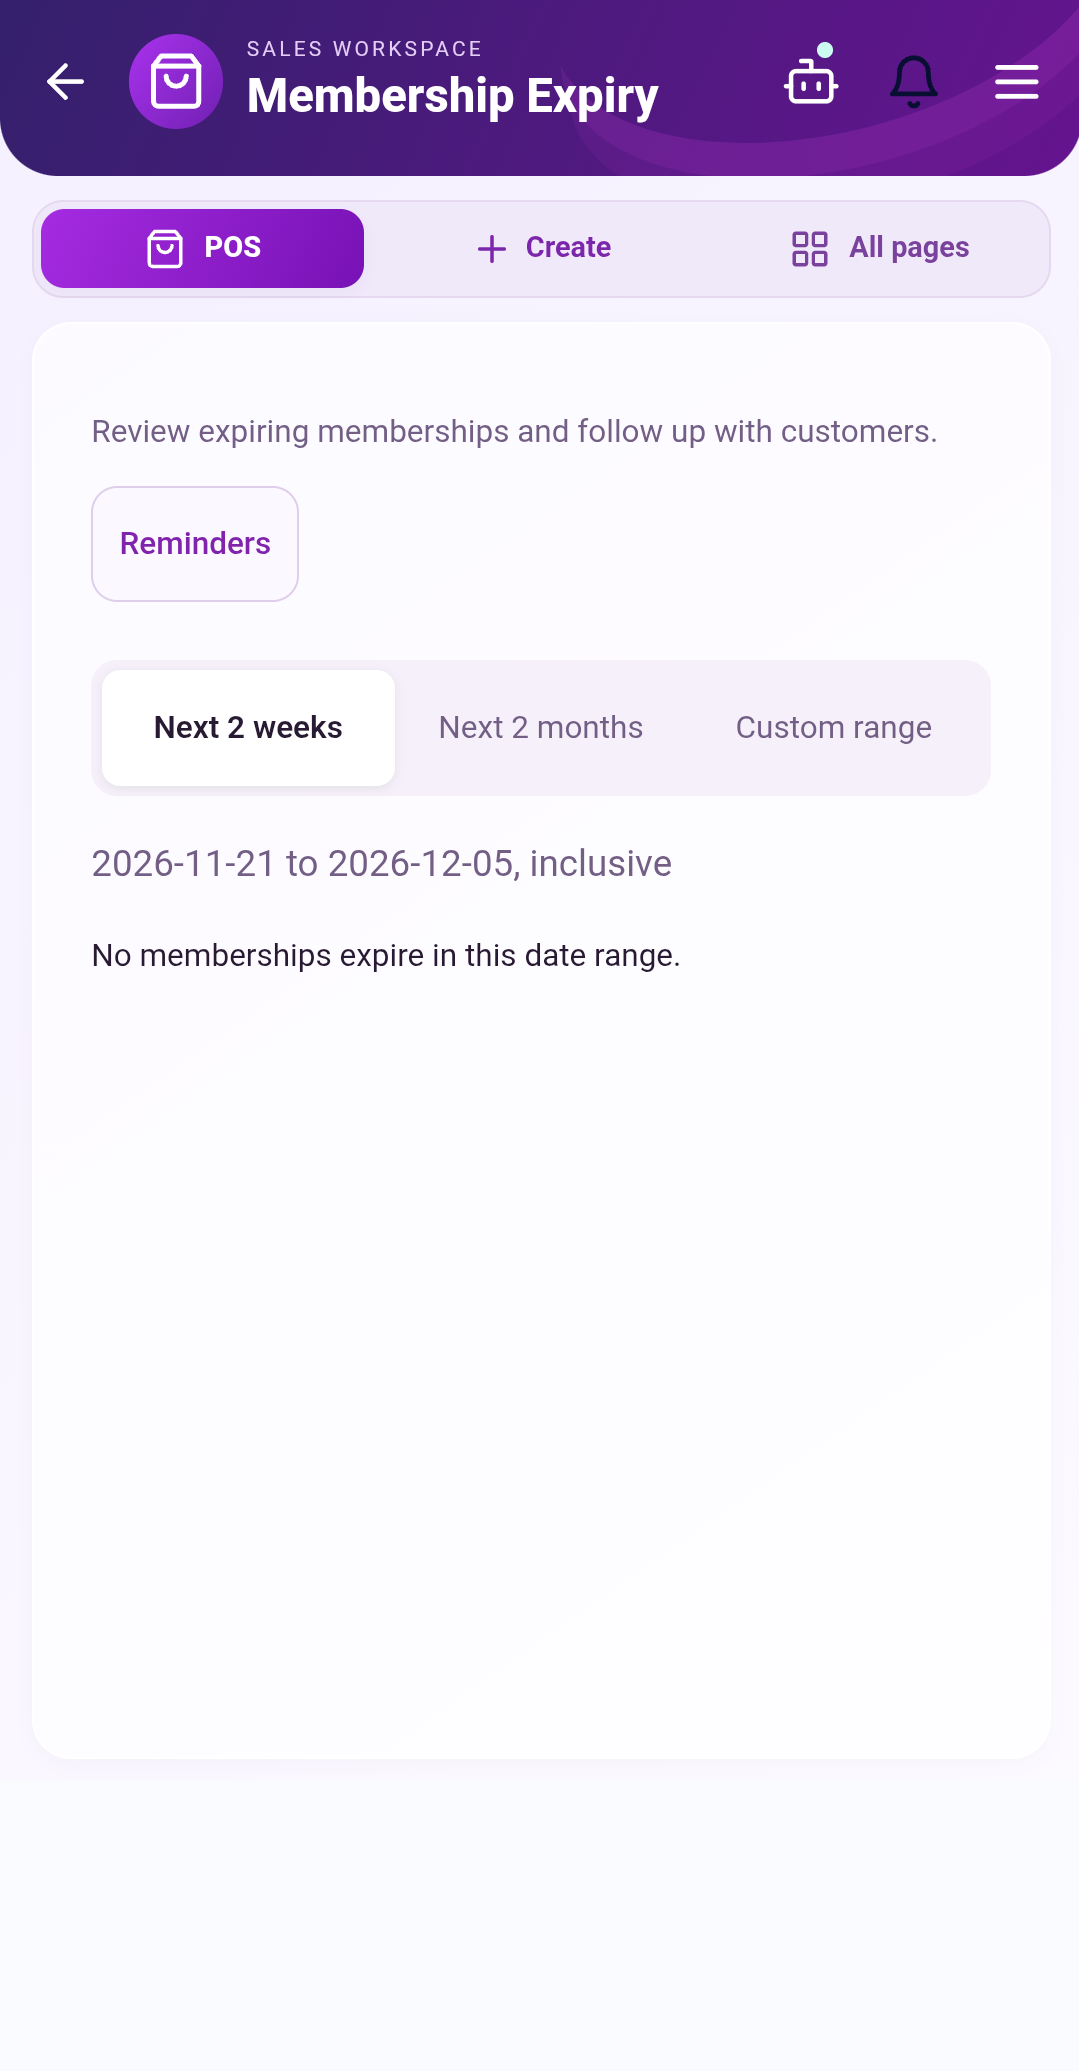 SALES WORKSPACE
Membership Expiry
POS
Create
All pages
Review expiring memberships and follow up with customers.
Reminders
Next 2 weeks
Next 2 months
Custom range
2026-11-21 to 2026-12-05, inclusive
No memberships expire in this date range.